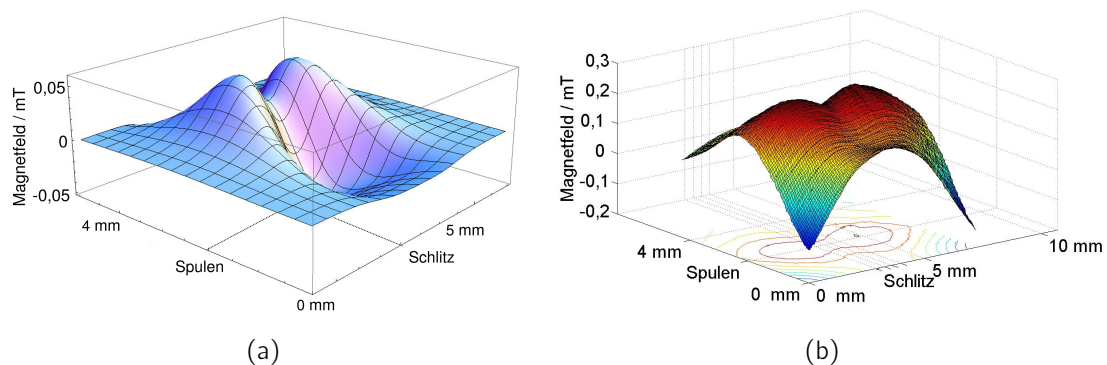 Magnetfeld / mT
0,05
0
-0,05
4 mm
Spulen
0 mm
Schlitz
5 mm
(a)
Magnetfeld / mT
0,3
0,2
0,1
0
-0,1
-0,2
4 mm
Spulen
0 mm
0 mm
Schlitz
5 mm
10 mm
(b)